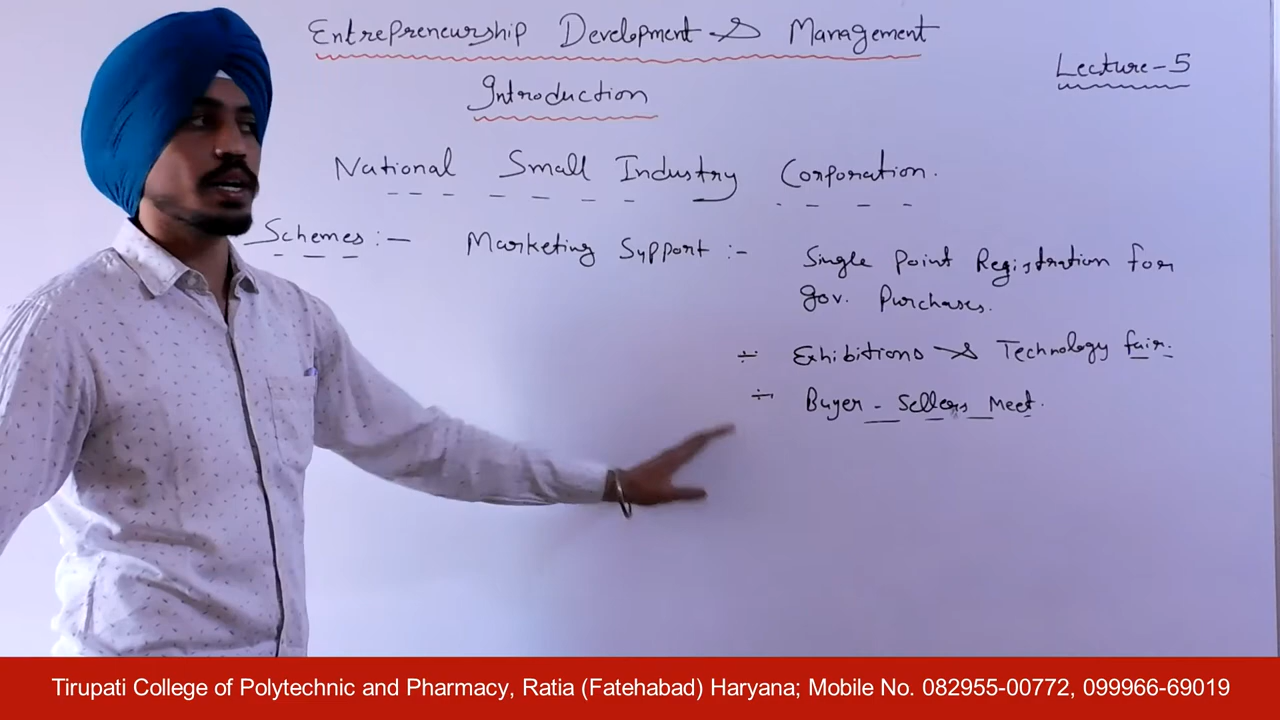 Entrepreneurship Development & Management
Lecture-5
Introduction
National Small Industry Corporation.
Schemes :- Marketing Support :- Single Point Registration for
Gov. Purchases.
÷ Exhibitions & Technology fair.
÷ Buyer - Sellers Meet.
Tirupati College of Polytechnic and Pharmacy, Ratia (Fatehabad) Haryana; Mobile No. 082955-00772, 099966-69019